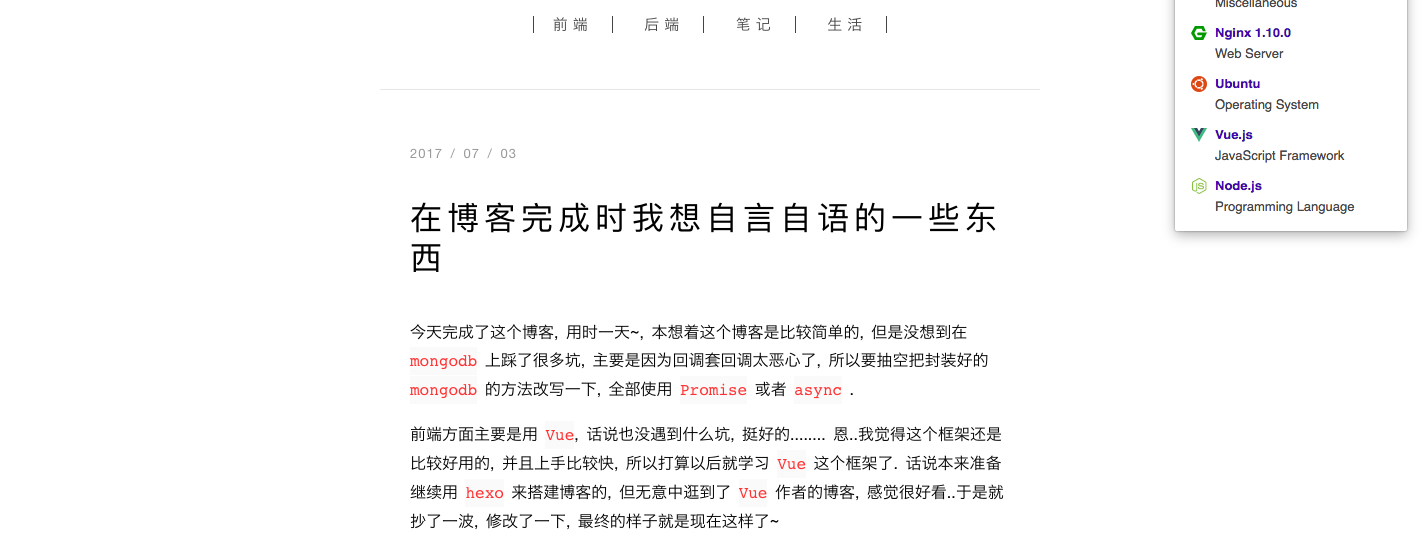 前端 后端 笔记 生活
2017 / 07 / 03
在博客完成时我想自言自语的一些东
西
今天完成了这个博客, 用时一天~, 本想着这个博客是比较简单的, 但是没想到在
mongodb 上踩了很多坑, 主要是因为回调套回调太恶心了, 所以要抽空把封装好的
mongodb 的方法改写一下, 全部使用 Promise 或者 async .
前端方面主要是用 Vue, 话说也没遇到什么坑, 挺好的........ 恩..我觉得这个框架还是
比较好用的, 并且上手比较快, 所以打算以后就学习 Vue 这个框架了. 话说本来准备
继续用 hexo 来搭建博客的, 但无意中逛到了 Vue 作者的博客, 感觉很好看..于是就
抄了一波, 修改了一下, 最终的样子就是现在这样了~
Miscellaneous
Nginx 1.10.0
Web Server
Ubuntu
Operating System
Vue.js
JavaScript Framework
Node.js
Programming Language